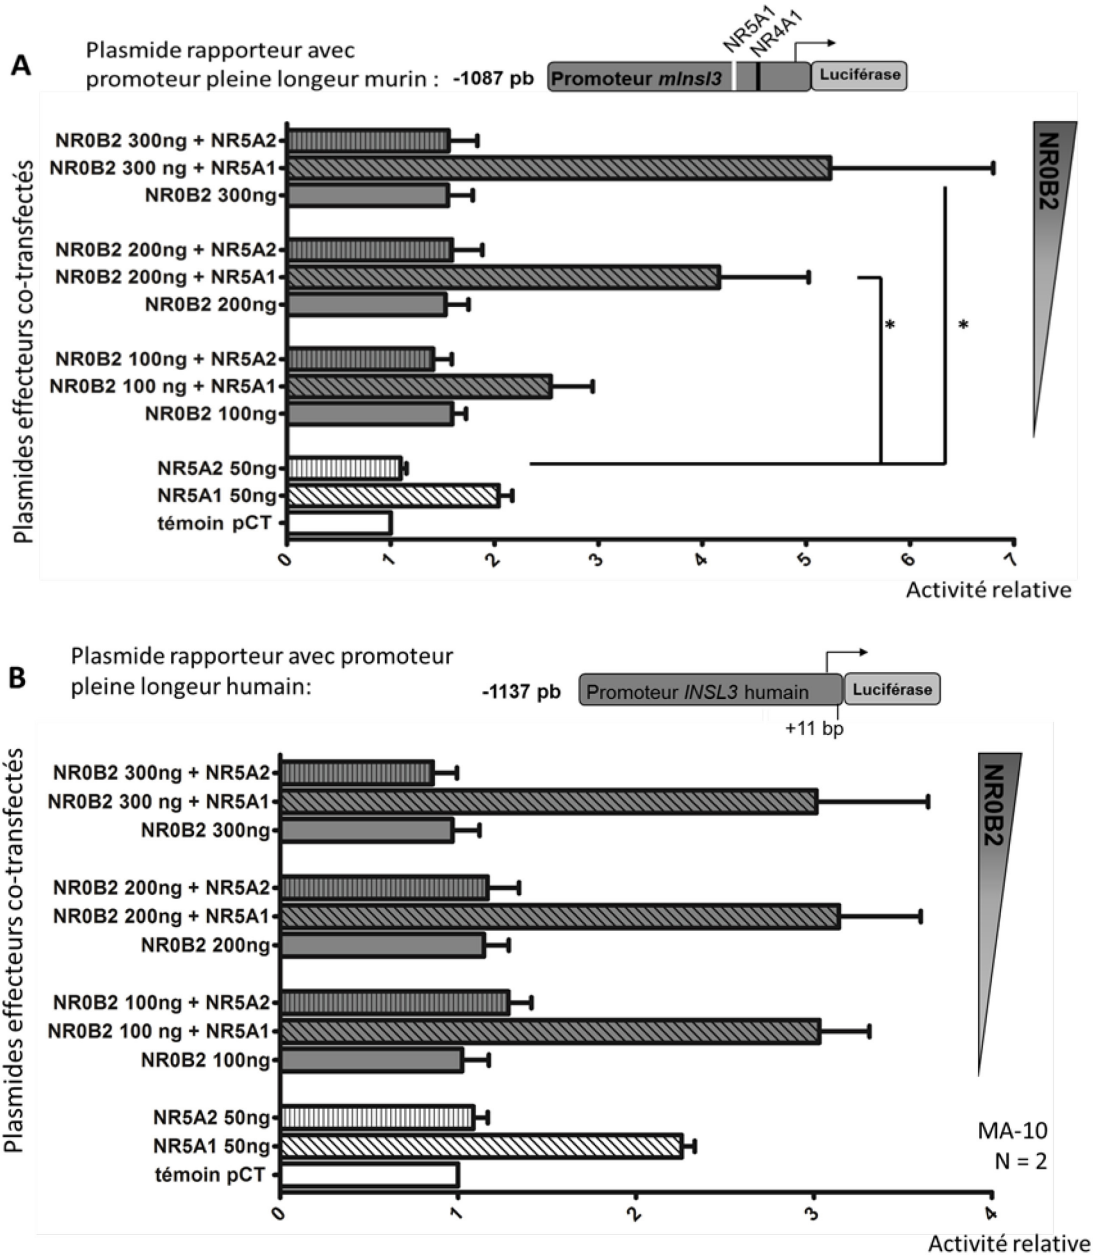 A
Plasmide rapporteur avec
promoteur pleine longeur murin :
-1087 pb
Promoteur mInsl3
NR5A1
NR4A1
Luciférase
Plasmides effecteurs co-transfectés
NR0B2 300ng + NR5A2
NR0B2 300 ng + NR5A1
NR0B2 300ng
NR0B2 200ng + NR5A2
NR0B2 200ng + NR5A1
NR0B2 200ng
NR0B2 100ng + NR5A2
NR0B2 100 ng + NR5A1
NR0B2 100ng
NR5A2 50ng
NR5A1 50ng
témoin pCT
* *
NR0B2
0 1 2 3 4 5 6 7
Activité relative
B
Plasmide rapporteur avec promoteur
pleine longeur humain:
-1137 pb
Promoteur INSL3 humain
Luciférase
+11 bp
Plasmides effecteurs co-transfectés
NR0B2 300ng + NR5A2
NR0B2 300 ng + NR5A1
NR0B2 300ng
NR0B2 200ng + NR5A2
NR0B2 200ng + NR5A1
NR0B2 200ng
NR0B2 100ng + NR5A2
NR0B2 100 ng + NR5A1
NR0B2 100ng
NR5A2 50ng
NR5A1 50ng
témoin pCT
NR0B2
MA-10
N = 2
0 1 2 3 4
Activité relative